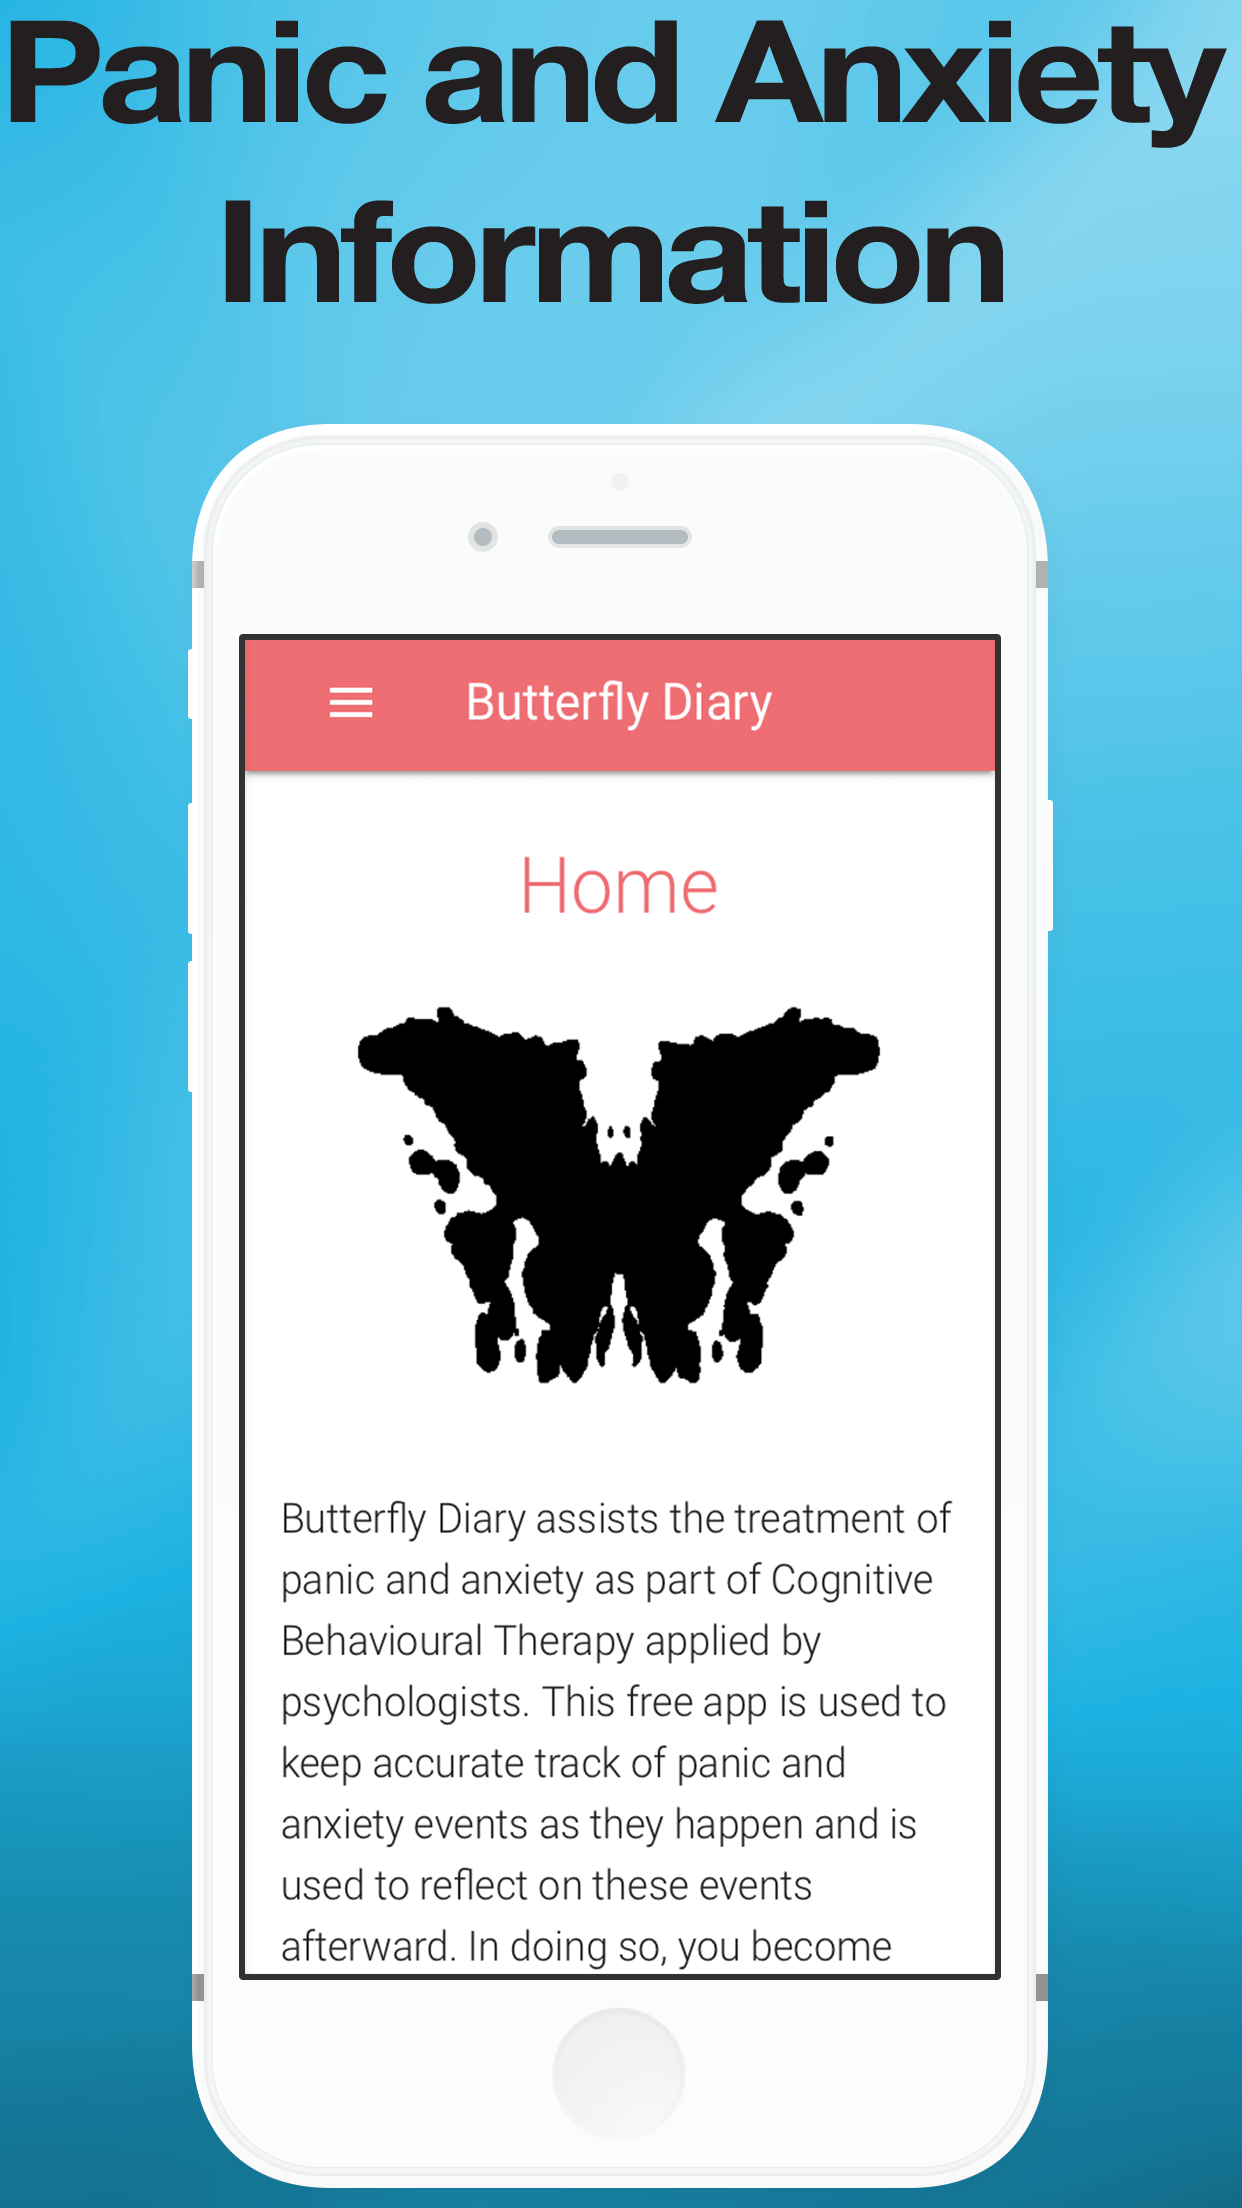 Panic and Anxiety
Information
Butterfly Diary
Home
Butterfly Diary assists the treatment of
panic and anxiety as part of Cognitive
Behavioural Therapy applied by
psychologists. This free app is used to
keep accurate track of panic and
anxiety events as they happen and is
used to reflect on these events
afterward. In doing so, you become